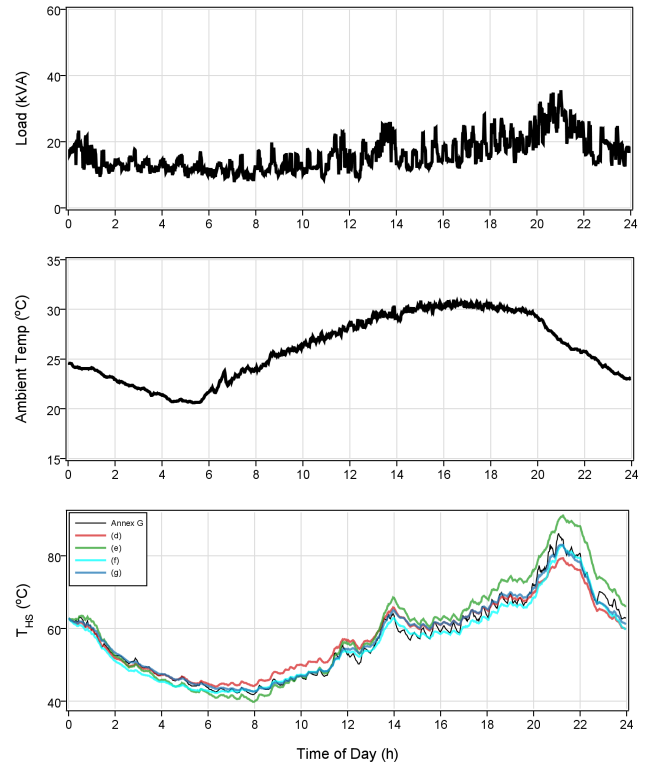 60
40
20
0
Load (kVA)
0 2 4 6 8 10 12 14 16 18 20 22 24
35
30
25
20
15
Ambient Temp (ºC)
0 2 4 6 8 10 12 14 16 18 20 22 24
Annex G
(d)
(e)
(f)
(g)
80
60
40
THS (ºC)
0 2 4 6 8 10 12 14 16 18 20 22 24
Time of Day (h)